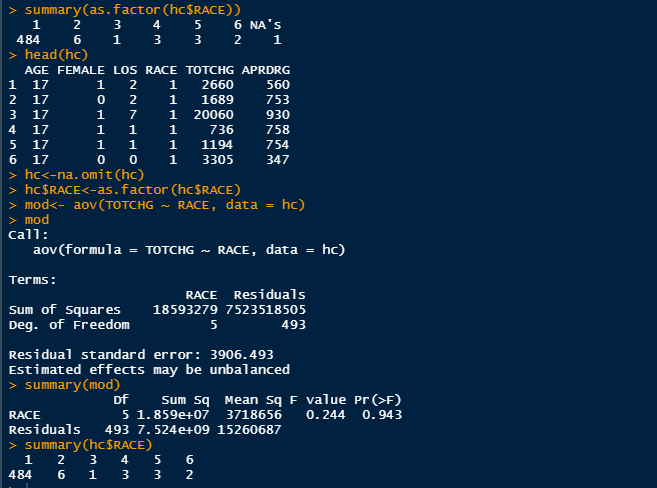 > summary(as.factor(hc$RACE))
1 2 3 4 5 6 NA's
484 6 1 3 3 2 1
> head(hc)
AGE FEMALE LOS RACE TOTCHG APRDRG
1 17 1 2 1 2660 560
2 17 0 2 1 1689 753
3 17 1 7 1 20060 930
4 17 1 1 1 736 758
5 17 1 1 1 1194 754
6 17 0 0 1 3305 347
> hc<-na.omit(hc)
> hc$RACE<-as.factor(hc$RACE)
> mod<- aov(TOTCHG ~ RACE, data = hc)
> mod
Call:
aov(formula = TOTCHG ~ RACE, data = hc)
Terms:
RACE Residuals
Sum of Squares 18593279 7523518505
Deg. of Freedom 5 493
Residual standard error: 3906.493
Estimated effects may be unbalanced
> summary(mod)
Df Sum Sq Mean Sq F value Pr(>F)
RACE 5 1.859e+07 3718656 0.244 0.943
Residuals 493 7.524e+09 15260687
> summary(hc$RACE)
1 2 3 4 5 6
484 6 1 3 3 2